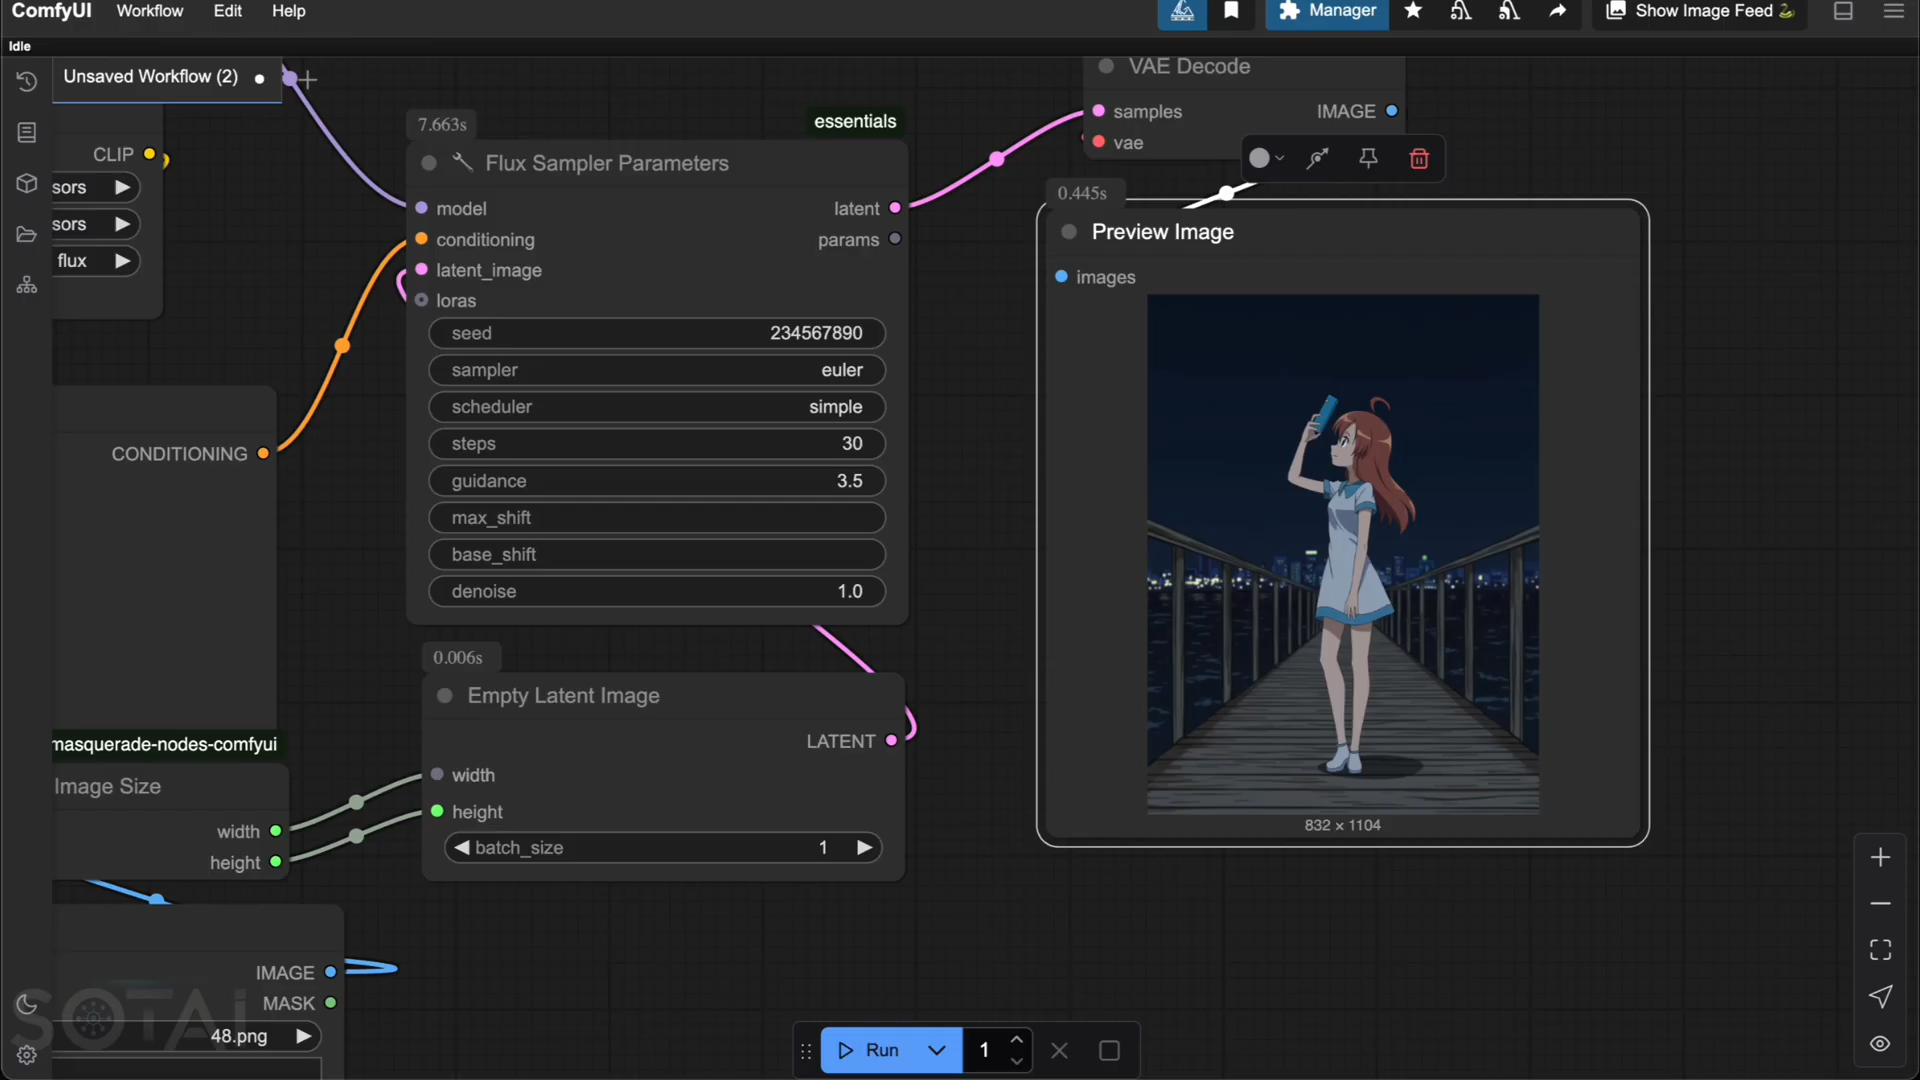 ComfyUI Workflow Edit Help
Manager
Show Image Feed
Idle
Unsaved Workflow (2)
CLIP
sors
sors
flux
CONDITIONING
masquerade-nodes-comfyui
Image Size
width
height
IMAGE
MASK
48.png
SOTAi
7.663s
essentials
Flux Sampler Parameters
model
latent
conditioning
params
latent_image
loras
seed 234567890
sampler euler
scheduler simple
steps 30
guidance 3.5
max_shift
base_shift
denoise 1.0
0.006s
Empty Latent Image
LATENT
width
height
batch_size 1
VAE Decode
samples IMAGE
vae
0.445s
Preview Image
images
832 × 1104
Run 1